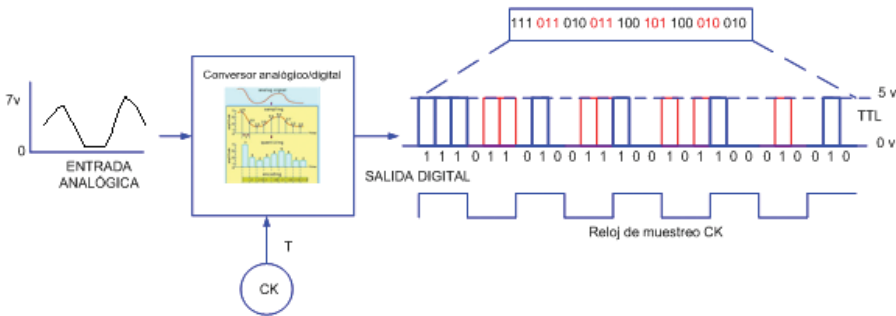 111 011 010 011 100 101 100 010 010
Conversor analógico/digital
7v
0
ENTRADA
ANALÓGICA
5 v
TTL
0 v
1 1 1 0 1 1 0 1 0 0 1 1 1 0 0 1 0 1 1 0 0 0 1 0 0 1 0
SALIDA DIGITAL
Reloj de muestreo CK
T
CK